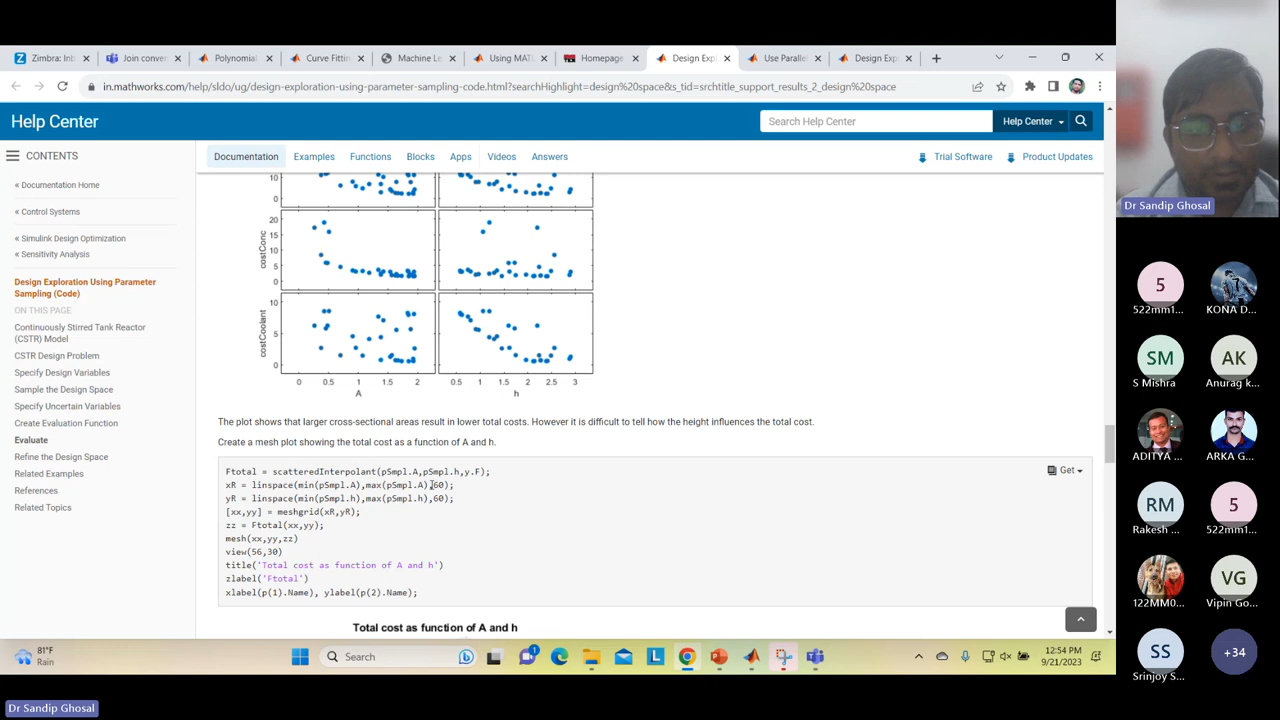 Zimbra: Inb
Join conver
Polynomial
Curve Fittin
Machine Le
Using MATL
Homepage
Design Expl
Use Parallel
Design Exp
in.mathworks.com/help/sldo/ug/design-exploration-using-parameter-sampling-code.html?searchHighlight=design%20space&s_tid=srchtitle_support_results_2_design%20space
Help Center
Search Help Center
Help Center
CONTENTS
Documentation
Examples
Functions
Blocks
Apps
Videos
Answers
Trial Software
Product Updates
« Documentation Home
« Control Systems
« Simulink Design Optimization
« Sensitivity Analysis
Design Exploration Using Parameter
Sampling (Code)
ON THIS PAGE
Continuously Stirred Tank Reactor
(CSTR) Model
CSTR Design Problem
Specify Design Variables
Sample the Design Space
Specify Uncertain Variables
Create Evaluation Function
Evaluate
Refine the Design Space
Related Examples
References
Related Topics
10
0
20
15
10
5
0
costConc
10
5
0
costCoolant
0 0.5 1 1.5 2
A
0.5 1 1.5 2 2.5 3
h
The plot shows that larger cross-sectional areas result in lower total costs. However it is difficult to tell how the height influences the total cost.
Create a mesh plot showing the total cost as a function of A and h.
Get
Ftotal = scatteredInterpolant(pSmpl.A,pSmpl.h,y.F);
xR = linspace(min(pSmpl.A),max(pSmpl.A),60);
yR = linspace(min(pSmpl.h),max(pSmpl.h),60);
[xx,yy] = meshgrid(xR,yR);
zz = Ftotal(xx,yy);
mesh(xx,yy,zz)
view(56,30)
title('Total cost as function of A and h')
zlabel('Ftotal')
xlabel(p(1).Name), ylabel(p(2).Name);
Total cost as function of A and h
81°F
Rain
Search
1
12:54 PM
9/21/2023
Dr Sandip Ghosal
5
522mm1...
KONA D...
SM
S Mishra
AK
Anurag k...
ADITYA ...
ARKA G...
RM
Rakesh ...
5
522mm1...
122MM0...
VG
Vipin Go...
SS
Srinjoy S...
+34
Dr Sandip Ghosal